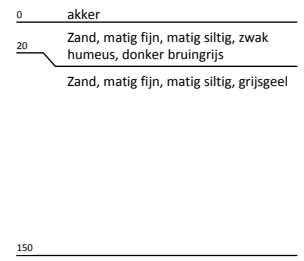 0 akker
20 Zand, matig fijn, matig siltig, zwak
humeus, donker bruingrijs
Zand, matig fijn, matig siltig, grijsgeel
150